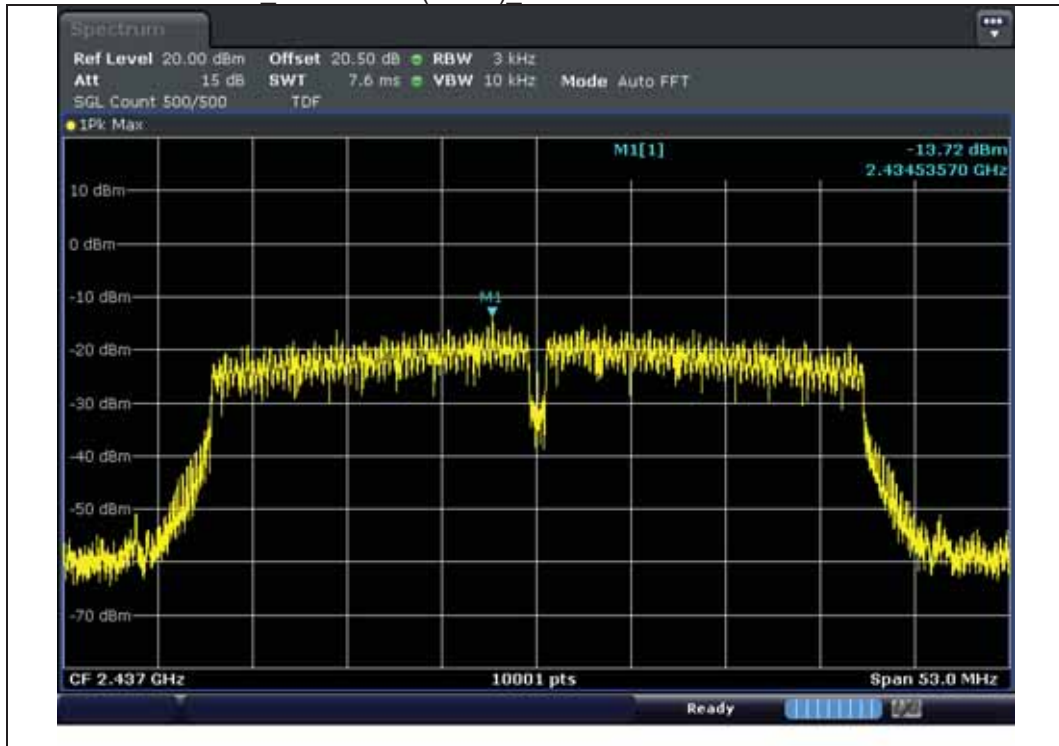 Spectrum
Ref Level 20.00 dBm Offset 20.50 dB RBW 3 kHz
Att 15 dB SWT 7.6 ms VBW 10 kHz Mode Auto FFT
SGL Count 500/500 TDF
1Pk Max
M1[1] -13.72 dBm
2.43453570 GHz
10 dBm
0 dBm
-10 dBm
M1
-20 dBm
-30 dBm
-40 dBm
-50 dBm
-70 dBm
CF 2.437 GHz 10001 pts Span 53.0 MHz
Ready